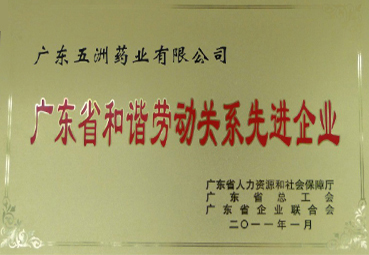 广东五洲药业有限公司
广东省和谐劳动关系先进企业
广东省人力资源和社会保障厅
广东省总工会
广东省企业联合会
二〇一一年一月